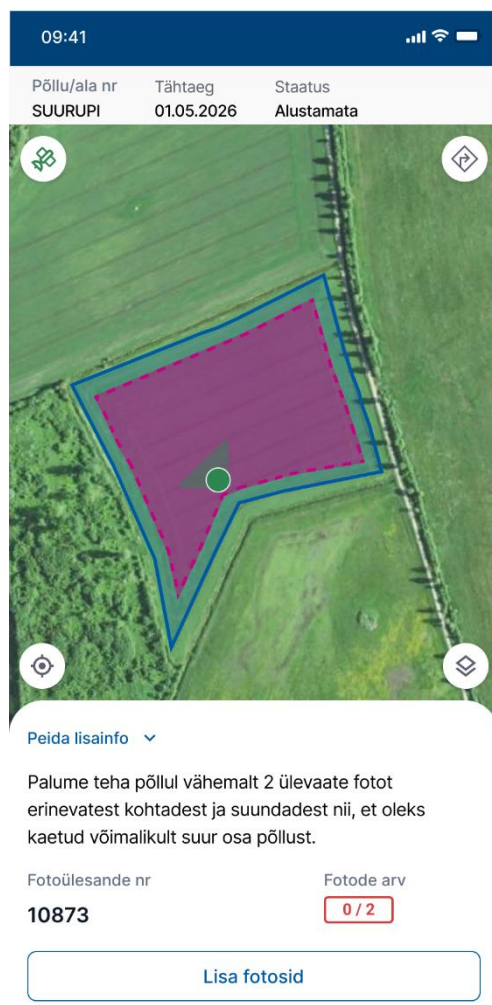 09:41
Põllu/ala nr Tähtaeg Staatus
SUURUPI 01.05.2026 Alustamata
Peida lisainfo
Palume teha põllul vähemalt 2 ülevaate fotot
erinevatest kohtadest ja suundadest nii, et oleks
kaetud võimalikult suur osa põllust.
Fotoülesande nr Fotode arv
10873 0 / 2
Lisa fotosid